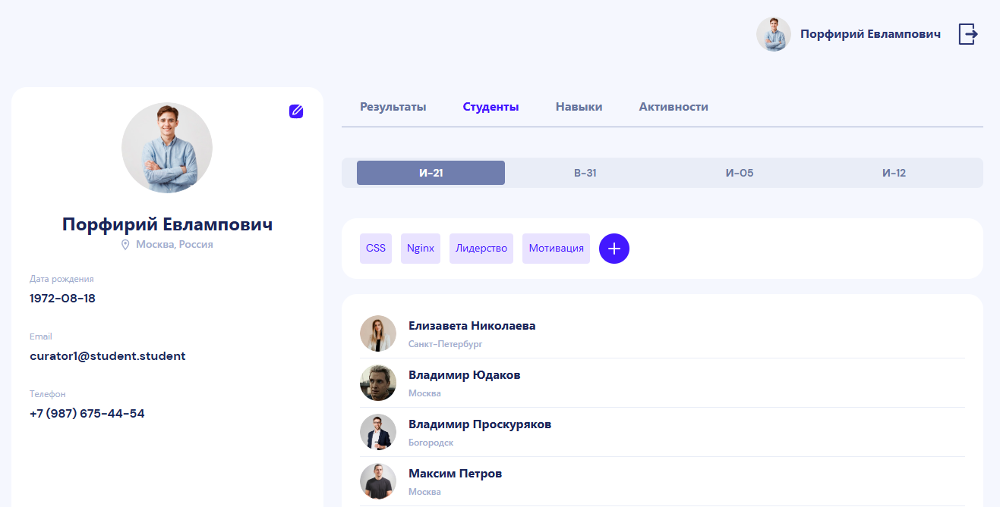 Порфирий Евлампович
Порфирий Евлампович
Москва, Россия
Дата рождения
1972-08-18
Email
curator1@student.student
Телефон
+7 (987) 675-44-54
Результаты Студенты Навыки Активности
И-21 В-31 И-05 И-12
CSS Nginx Лидерство Мотивация
Елизавета Николаева
Санкт-Петербург
Владимир Юдаков
Москва
Владимир Проскуряков
Богородск
Максим Петров
Москва